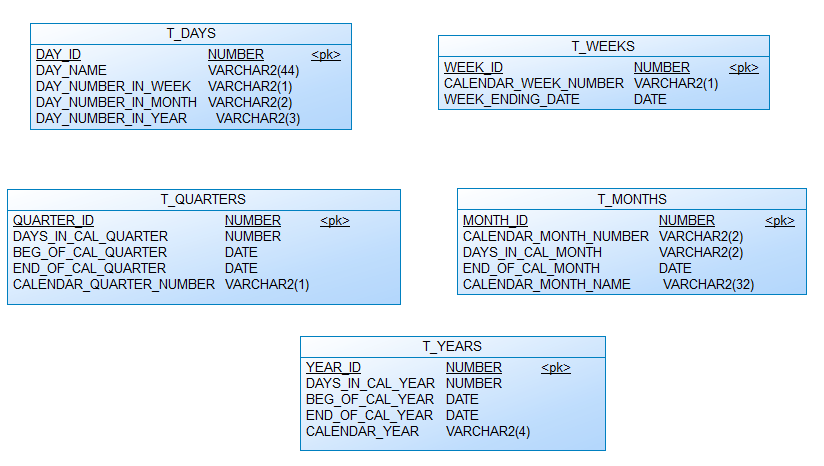 T_DAYS
DAY_ID NUMBER <pk>
DAY_NAME VARCHAR2(44)
DAY_NUMBER_IN_WEEK VARCHAR2(1)
DAY_NUMBER_IN_MONTH VARCHAR2(2)
DAY_NUMBER_IN_YEAR VARCHAR2(3)
T_WEEKS
WEEK_ID NUMBER <pk>
CALENDAR_WEEK_NUMBER VARCHAR2(1)
WEEK_ENDING_DATE DATE
T_QUARTERS
QUARTER_ID NUMBER <pk>
DAYS_IN_CAL_QUARTER NUMBER
BEG_OF_CAL_QUARTER DATE
END_OF_CAL_QUARTER DATE
CALENDAR_QUARTER_NUMBER VARCHAR2(1)
T_MONTHS
MONTH_ID NUMBER <pk>
CALENDAR_MONTH_NUMBER VARCHAR2(2)
DAYS_IN_CAL_MONTH VARCHAR2(2)
END_OF_CAL_MONTH DATE
CALENDAR_MONTH_NAME VARCHAR2(32)
T_YEARS
YEAR_ID NUMBER <pk>
DAYS_IN_CAL_YEAR NUMBER
BEG_OF_CAL_YEAR DATE
END_OF_CAL_YEAR DATE
CALENDAR_YEAR VARCHAR2(4)